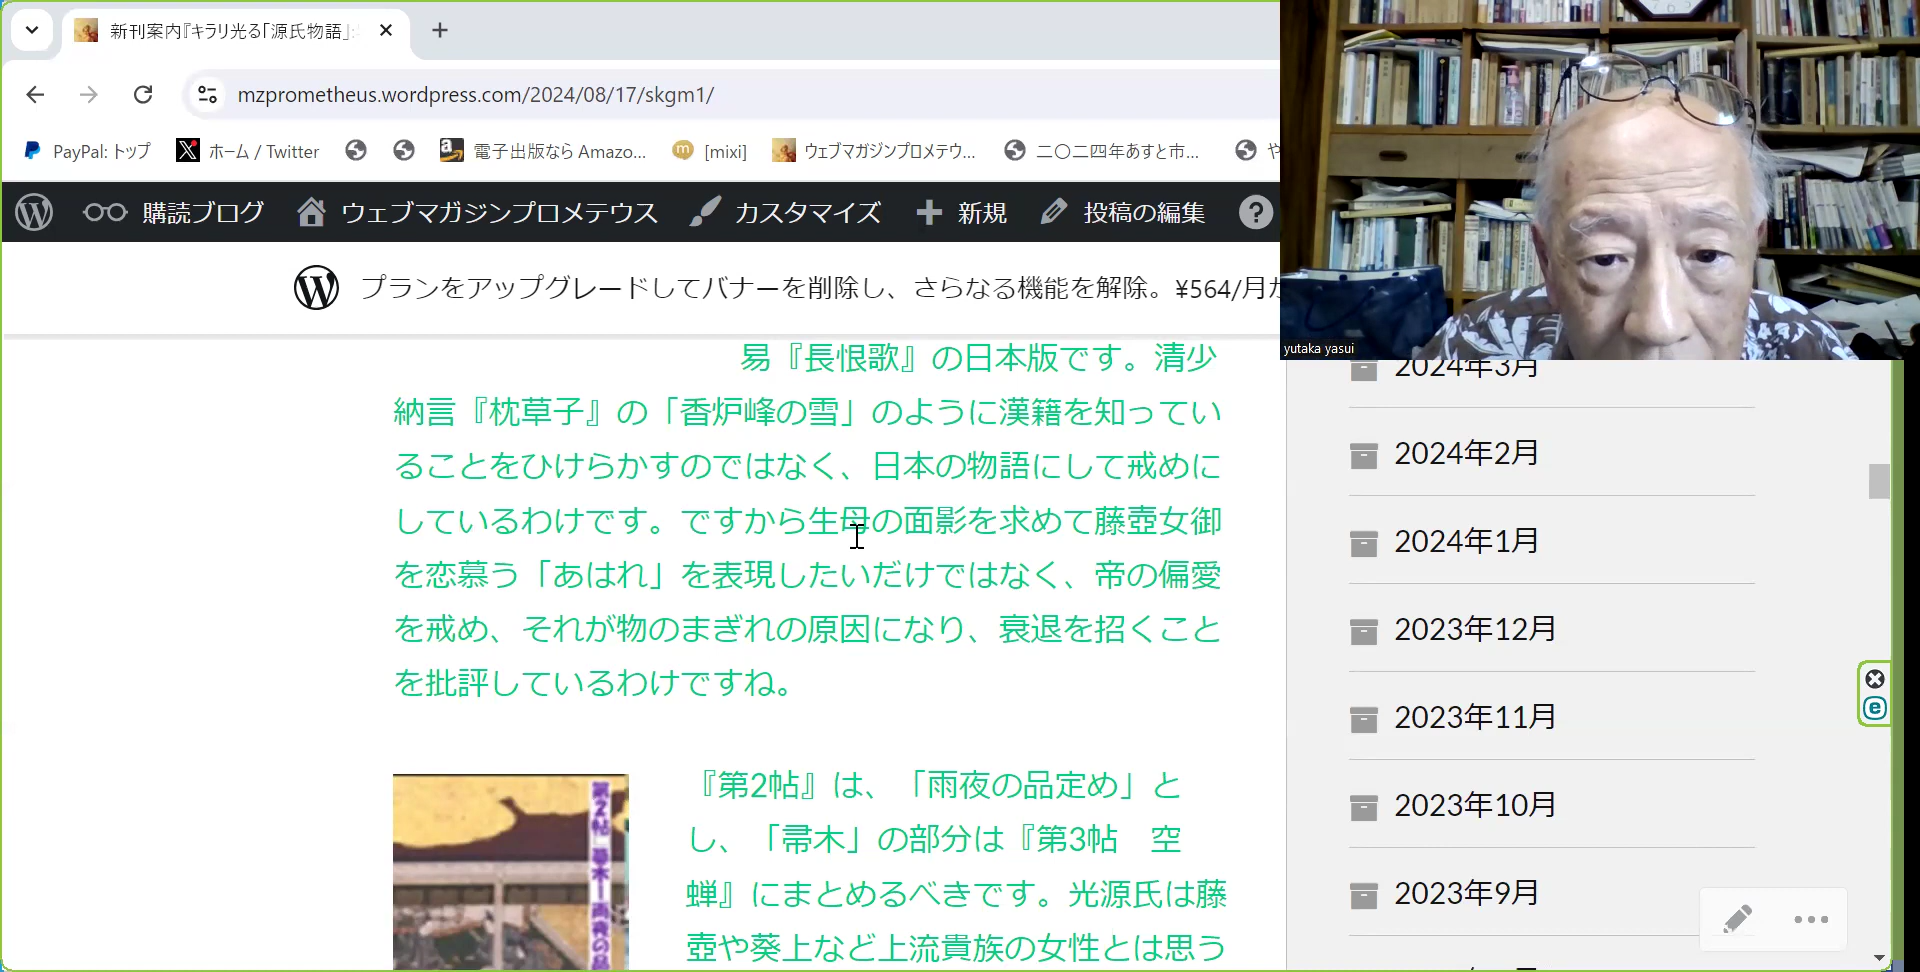 新刊案内『キラリ光る「源氏物語」
mzprometheus.wordpress.com/2024/08/17/skgm1/
PayPal: トップ
ホーム / Twitter
電子出版なら Amazo...
[mixi]
ウェブマガジンプロメテウ...
二〇二四年あすと市...
や
購読ブログ
ウェブマガジンプロメテウス
カスタマイズ
新規
投稿の編集
プランをアップグレードしてバナーを削除し、さらなる機能を解除。¥564/月か
yutaka yasui
易『長恨歌』の日本版です。清少
納言『枕草子』の「香炉峰の雪」のように漢籍を知ってい
ることをひけらかすのではなく、日本の物語にして戒めに
しているわけです。ですから生母の面影を求めて藤壺女御
を恋慕う「あはれ」を表現したいだけではなく、帝の偏愛
を戒め、それが物のまぎれの原因になり、衰退を招くこと
を批評しているわけですね。
第2帖 帚木―雨夜の品
『第2帖』は、「雨夜の品定め」と
し、「帚木」の部分は『第3帖　空
蝉』にまとめるべきです。光源氏は藤
壺や葵上など上流貴族の女性とは思う
2024年3月
2024年2月
2024年1月
2023年12月
2023年11月
2023年10月
2023年9月